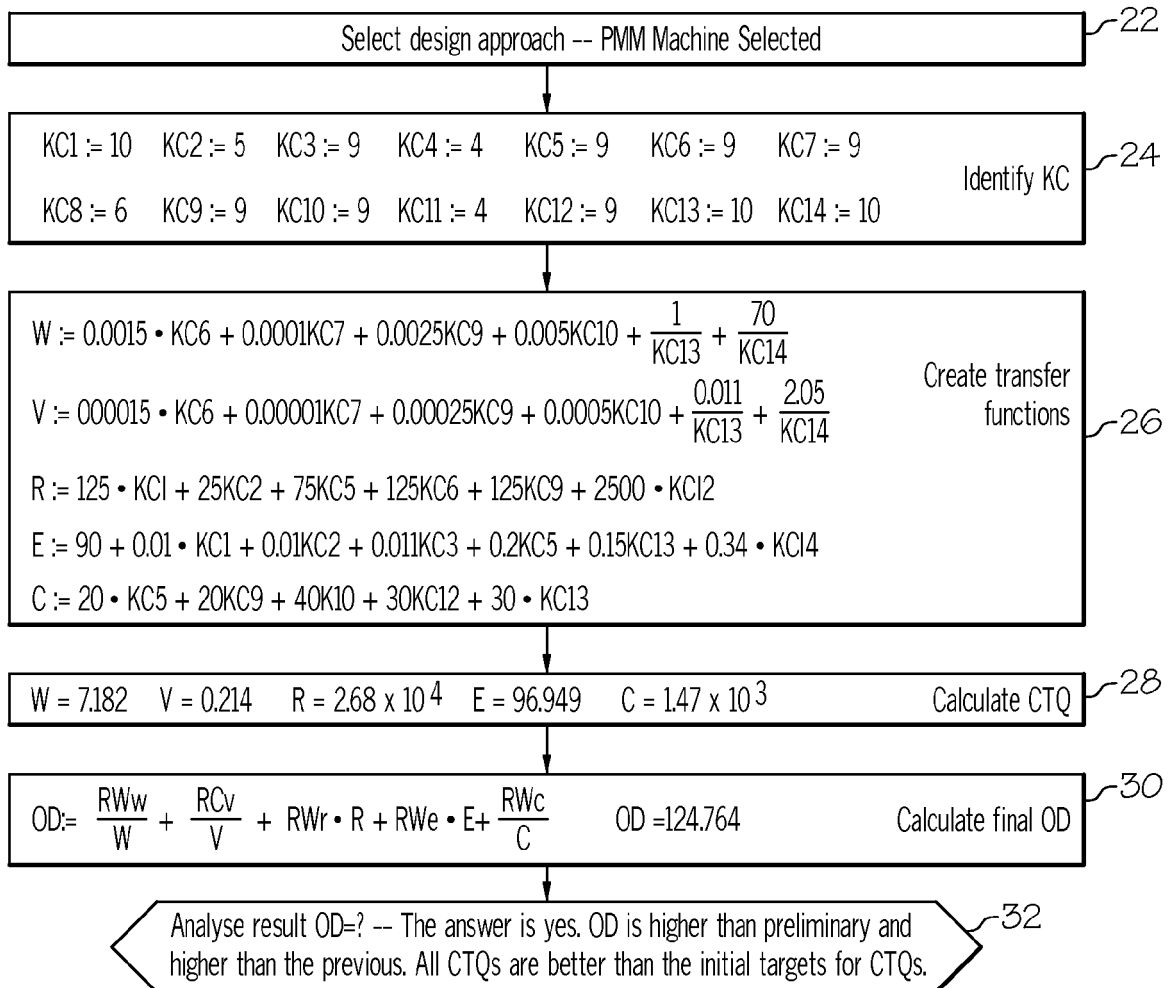 Select design approach -- PMM Machine Selected
22
KC1 := 10 KC2 := 5 KC3 := 9 KC4 := 4 KC5 := 9 KC6 := 9 KC7 := 9
KC8 := 6 KC9 := 9 KC10 := 9 KC11 := 4 KC12 := 9 KC13 := 10 KC14 := 10
Identify KC
24
W := 0.0015 • KC6 + 0.0001KC7 + 0.0025KC9 + 0.005KC10 + 1/KC13 + 70/KC14
V := 000015 • KC6 + 0.00001KC7 + 0.00025KC9 + 0.0005KC10 + 0.011/KC13 + 2.05/KC14
R := 125 • KCl + 25KC2 + 75KC5 + 125KC6 + 125KC9 + 2500 • KCl2
E := 90 + 0.01 • KC1 + 0.01KC2 + 0.011KC3 + 0.2KC5 + 0.15KC13 + 0.34 • KCl4
C := 20 • KC5 + 20KC9 + 40K10 + 30KC12 + 30 • KC13
Create transfer
functions
26
W = 7.182 V = 0.214 R = 2.68 x 10 4 E = 96.949 C = 1.47 x 10 3 Calculate CTQ
28
OD:= RWw/W + RCv/V + RWr • R + RWe • E+ RWc/C OD =124.764 Calculate final OD
30
Analyse result OD=? -- The answer is yes. OD is higher than preliminary and
higher than the previous. All CTQs are better than the initial targets for CTQs.
32